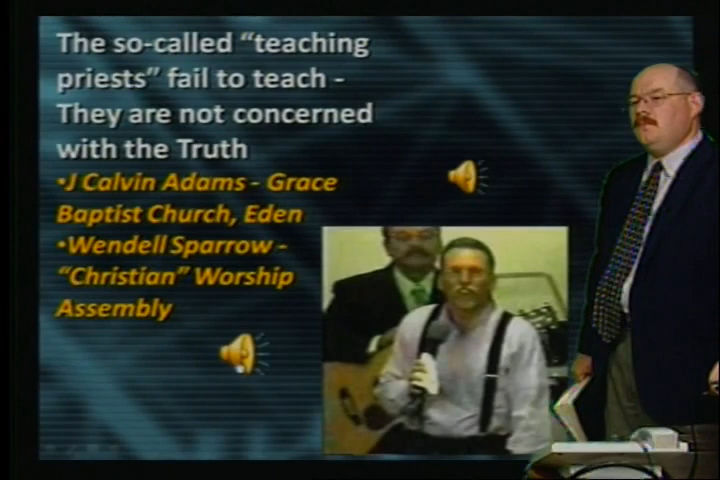 The so-called “teaching
priests” fail to teach -
They are not concerned
with the Truth
•J Calvin Adams - Grace
Baptist Church, Eden
•Wendell Sparrow -
“Christian” Worship
Assembly